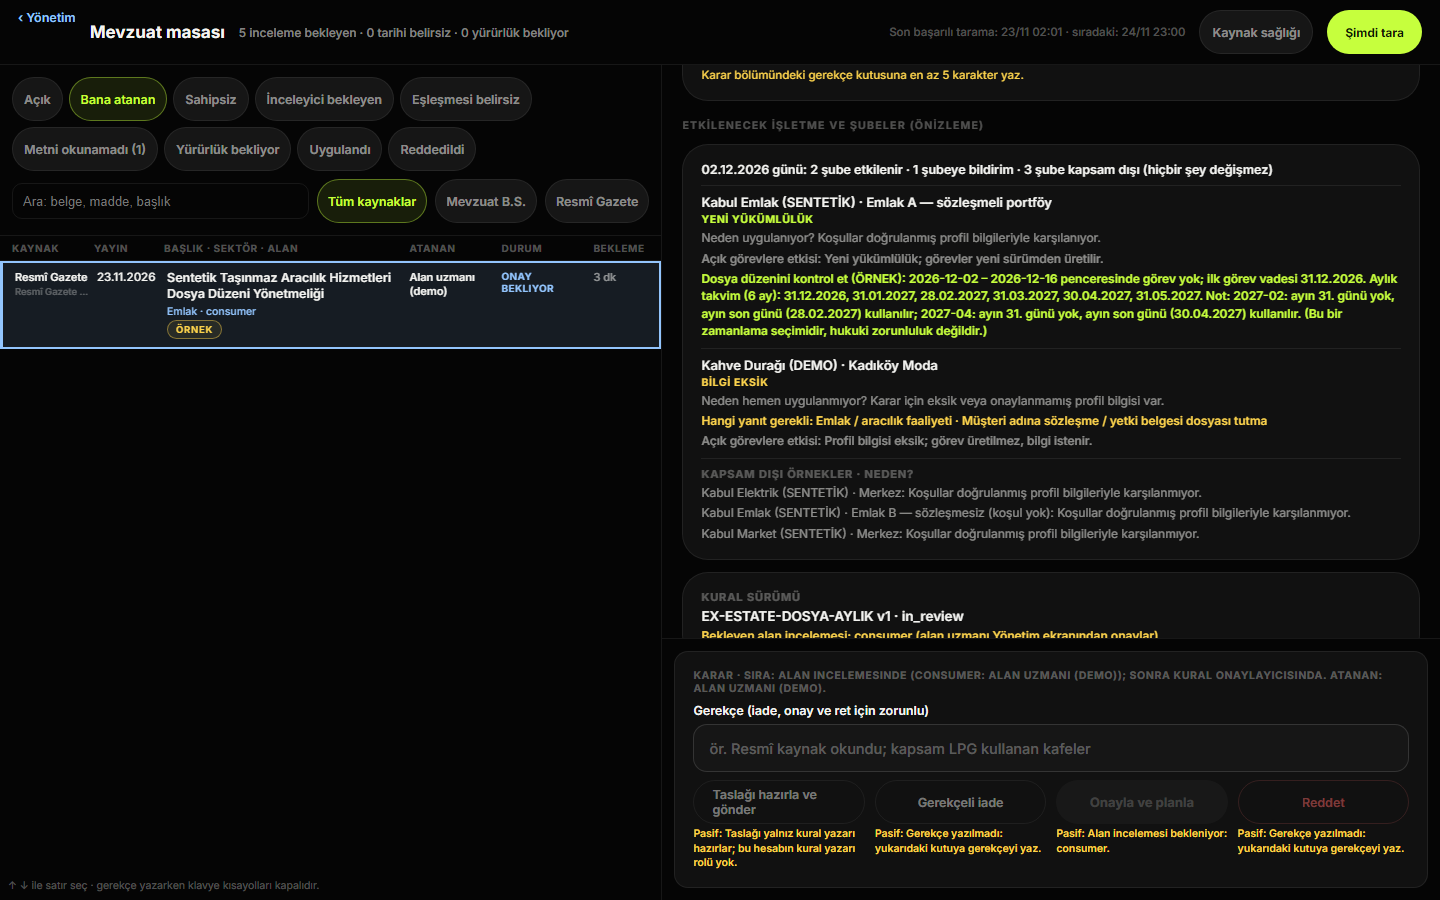 ‹ Yönetim
Mevzuat masası
5 inceleme bekleyen · 0 tarihi belirsiz · 0 yürürlük bekliyor
Son başarılı tarama: 23/11 02:01 · sıradaki: 24/11 23:00
Kaynak sağlığı
Şimdi tara
Açık
Bana atanan
Sahipsiz
İnceleyici bekleyen
Eşleşmesi belirsiz
Metni okunamadı (1)
Yürürlük bekliyor
Uygulandı
Reddedildi
Ara: belge, madde, başlık
Tüm kaynaklar
Mevzuat B.S.
Resmî Gazete
KAYNAK
YAYIN
BAŞLIK · SEKTÖR · ALAN
ATANAN
DURUM
BEKLEME
Resmî Gazete
Resmî Gazete ...
23.11.2026
Sentetik Taşınmaz Aracılık Hizmetleri
Dosya Düzeni Yönetmeliği
Emlak · consumer
ÖRNEK
Alan uzmanı
(demo)
ONAY
BEKLIYOR
3 dk
↑ ↓ ile satır seç · gerekçe yazarken klavye kısayolları kapalıdır.
Karar bölümündeki gerekçe kutusuna en az 5 karakter yaz.
ETKİLENECEK İŞLETME VE ŞUBELER (ÖNİZLEME)
02.12.2026 günü: 2 şube etkilenir · 1 şubeye bildirim · 3 şube kapsam dışı (hiçbir şey değişmez)
Kabul Emlak (SENTETİK) · Emlak A — sözleşmeli portföy
YENİ YÜKÜMLÜLÜK
Neden uygulanıyor? Koşullar doğrulanmış profil bilgileriyle karşılanıyor.
Açık görevlere etkisi: Yeni yükümlülük; görevler yeni sürümden üretilir.
Dosya düzenini kontrol et (ÖRNEK): 2026-12-02 – 2026-12-16 penceresinde görev yok; ilk görev vadesi 31.12.2026. Aylık
takvim (6 ay): 31.12.2026, 31.01.2027, 28.02.2027, 31.03.2027, 30.04.2027, 31.05.2027. Not: 2027-02: ayın 31. günü yok,
ayın son günü (28.02.2027) kullanılır; 2027-04: ayın 31. günü yok, ayın son günü (30.04.2027) kullanılır. (Bu bir
zamanlama seçimidir, hukuki zorunluluk değildir.)
Kahve Durağı (DEMO) · Kadıköy Moda
BİLGİ EKSİK
Neden hemen uygulanmıyor? Karar için eksik veya onaylanmamış profil bilgisi var.
Hangi yanıt gerekli: Emlak / aracılık faaliyeti · Müşteri adına sözleşme / yetki belgesi dosyası tutma
Açık görevlere etkisi: Profil bilgisi eksik; görev üretilmez, bilgi istenir.
KAPSAM DIŞI ÖRNEKLER · NEDEN?
Kabul Elektrik (SENTETİK) · Merkez: Koşullar doğrulanmış profil bilgileriyle karşılanmıyor.
Kabul Emlak (SENTETİK) · Emlak B — sözleşmesiz (koşul yok): Koşullar doğrulanmış profil bilgileriyle karşılanmıyor.
Kabul Market (SENTETİK) · Merkez: Koşullar doğrulanmış profil bilgileriyle karşılanmıyor.
KURAL SÜRÜMÜ
EX-ESTATE-DOSYA-AYLIK v1 · in_review
Bekleyen alan incelemesi: consumer (alan uzmanı Yönetim ekranından onaylar)
KARAR · SIRA: ALAN INCELEMESINDE (CONSUMER: ALAN UZMANI (DEMO)); SONRA KURAL ONAYLAYICISINDA. ATANAN:
ALAN UZMANI (DEMO).
Gerekçe (iade, onay ve ret için zorunlu)
ör. Resmî kaynak okundu; kapsam LPG kullanan kafeler
Taslağı hazırla ve
gönder
Gerekçeli iade
Onayla ve planla
Reddet
Pasif: Taslağı yalnız kural yazarı
hazırlar; bu hesabın kural yazarı
rolü yok.
Pasif: Gerekçe yazılmadı:
yukarıdaki kutuya gerekçeyi yaz.
Pasif: Alan incelemesi bekleniyor:
consumer.
Pasif: Gerekçe yazılmadı:
yukarıdaki kutuya gerekçeyi yaz.